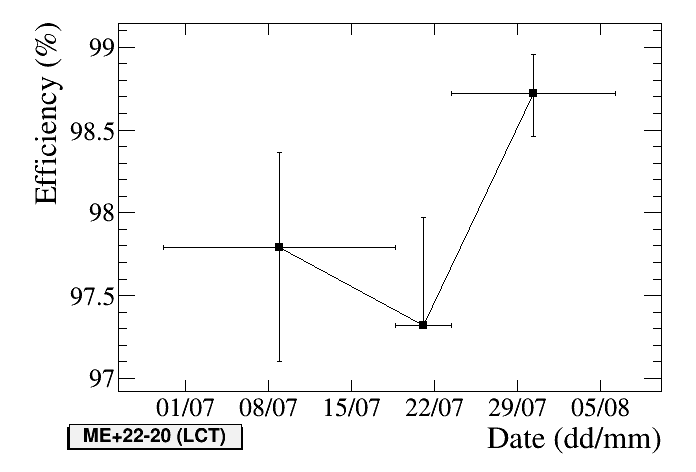 Efficiency (%)
99
98.5
98
97.5
97
01/07 08/07 15/07 22/07 29/07 05/08
ME+22-20 (LCT)
Date (dd/mm)